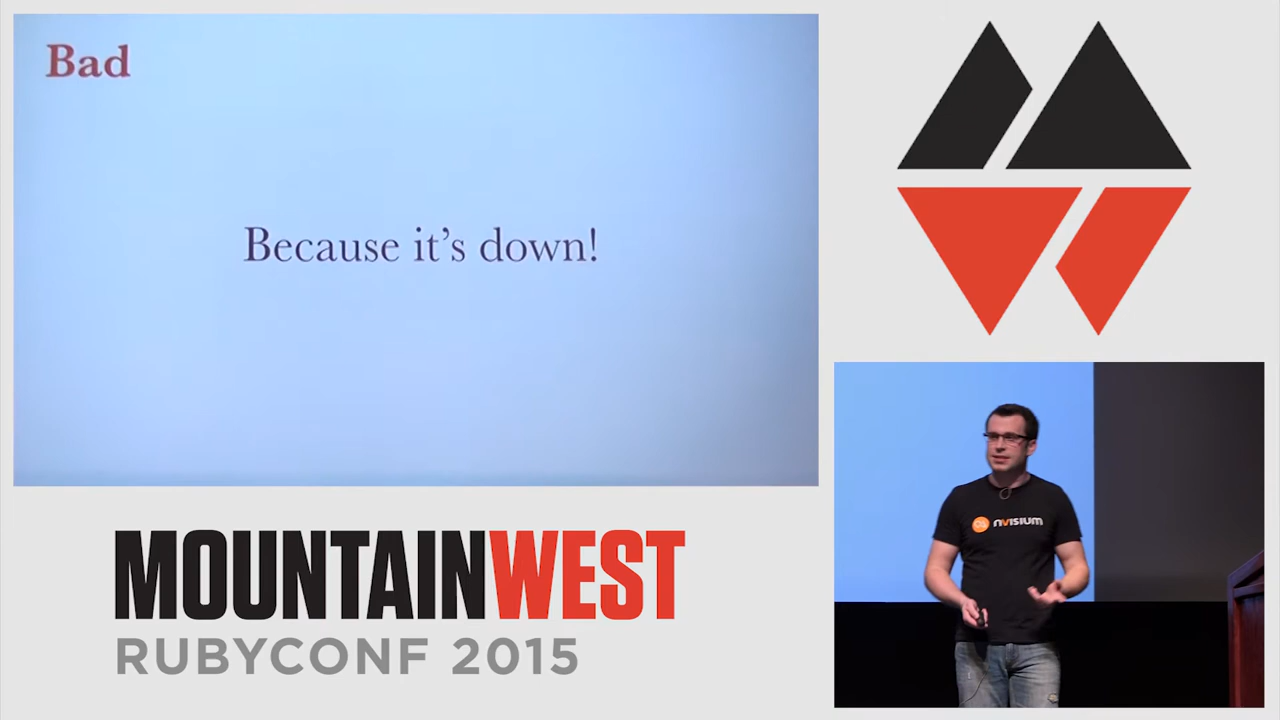 Bad
Because it's down!
MOUNTAINWEST
RUBYCONF 2015
nVISIUM